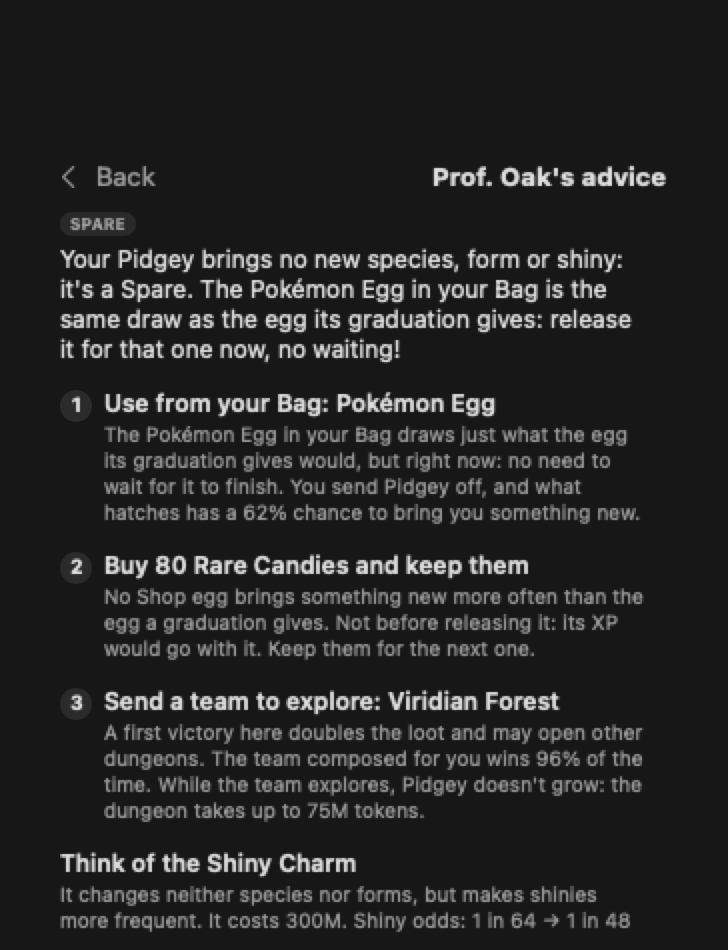 Back
Prof. Oak's advice
SPARE
Your Pidgey brings no new species, form or shiny:
it's a Spare. The Pokémon Egg in your Bag is the
same draw as the egg its graduation gives: release
it for that one now, no waiting!
1 Use from your Bag: Pokémon Egg
The Pokémon Egg in your Bag draws just what the egg
its graduation gives would, but right now: no need to
wait for it to finish. You send Pidgey off, and what
hatches has a 62% chance to bring you something new.
2 Buy 80 Rare Candies and keep them
No Shop egg brings something new more often than the
egg a graduation gives. Not before releasing it: its XP
would go with it. Keep them for the next one.
3 Send a team to explore: Viridian Forest
A first victory here doubles the loot and may open other
dungeons. The team composed for you wins 96% of the
time. While the team explores, Pidgey doesn't grow: the
dungeon takes up to 75M tokens.
Think of the Shiny Charm
It changes neither species nor forms, but makes shinies
more frequent. It costs 300M. Shiny odds: 1 in 64 → 1 in 48